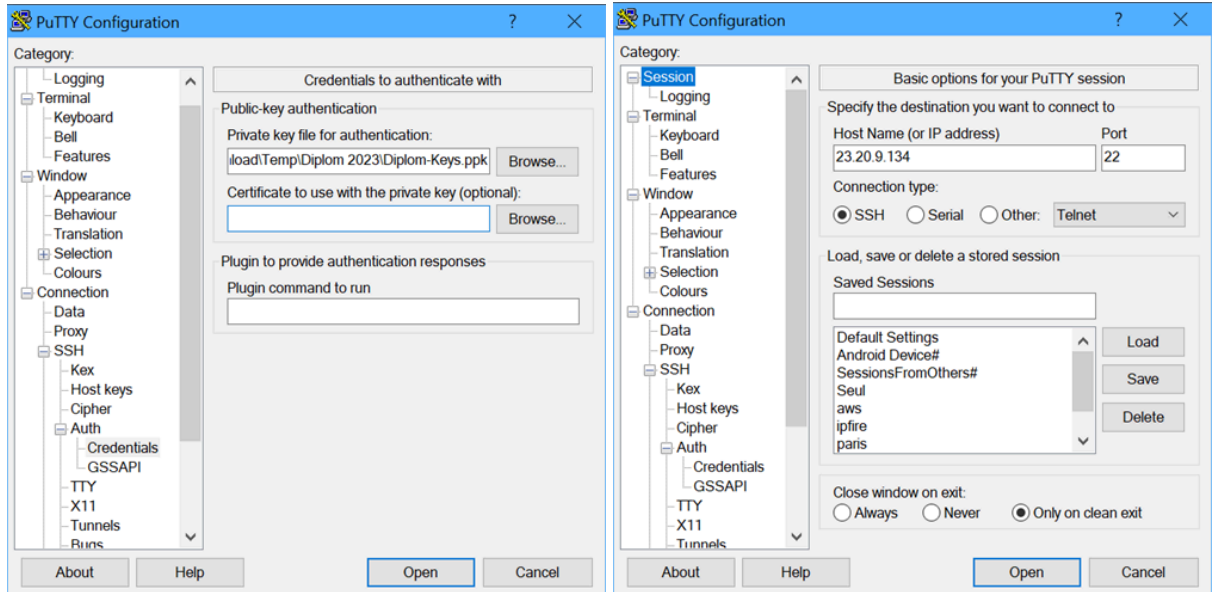 PuTTY Configuration
?
Category:
Logging
Terminal
Keyboard
Bell
Features
Window
Appearance
Behaviour
Translation
Selection
Colours
Connection
Data
Proxy
SSH
Kex
Host keys
Cipher
Auth
Credentials
GSSAPI
TTY
X11
Tunnels
Bugs
Credentials to authenticate with
Public-key authentication
Private key file for authentication:
load\Temp\Diplom 2023\Diplom-Keys.ppk Browse...
Certificate to use with the private key (optional):
Browse...
Plugin to provide authentication responses
Plugin command to run
About Help Open Cancel
PuTTY Configuration
?
Category:
Session
Logging
Terminal
Keyboard
Bell
Features
Window
Appearance
Behaviour
Translation
Selection
Colours
Connection
Data
Proxy
SSH
Kex
Host keys
Cipher
Auth
Credentials
GSSAPI
TTY
X11
Tunnels
Basic options for your PuTTY session
Specify the destination you want to connect to
Host Name (or IP address) Port
23.20.9.134 22
Connection type:
SSH Serial Other: Telnet
Load, save or delete a stored session
Saved Sessions
Default Settings
Android Device#
SessionsFromOthers#
Seul
aws
ipfire
paris
Load
Save
Delete
Close window on exit:
Always Never Only on clean exit
About Help Open Cancel